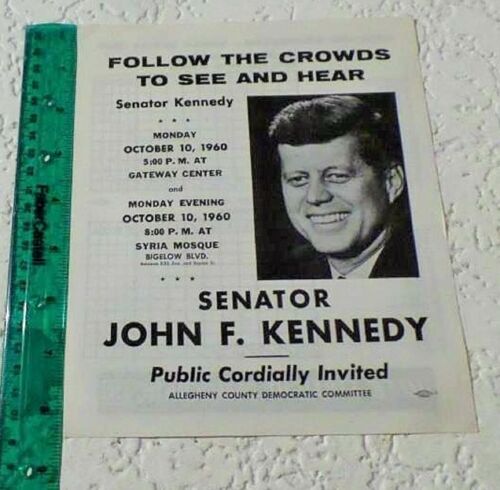 FOLLOW THE CROWDS
TO SEE AND HEAR
Senator Kennedy
* * *
MONDAY
OCTOBER 10, 1960
5:00 P. M. AT
GATEWAY CENTER
and
MONDAY EVENING
OCTOBER 10, 1960
8:00 P. M. AT
SYRIA MOSQUE
BIGELOW BLVD.
* * *
SENATOR
JOHN F. KENNEDY
Public Cordially Invited
ALLEGHENY COUNTY DEMOCRATIC COMMITTEE